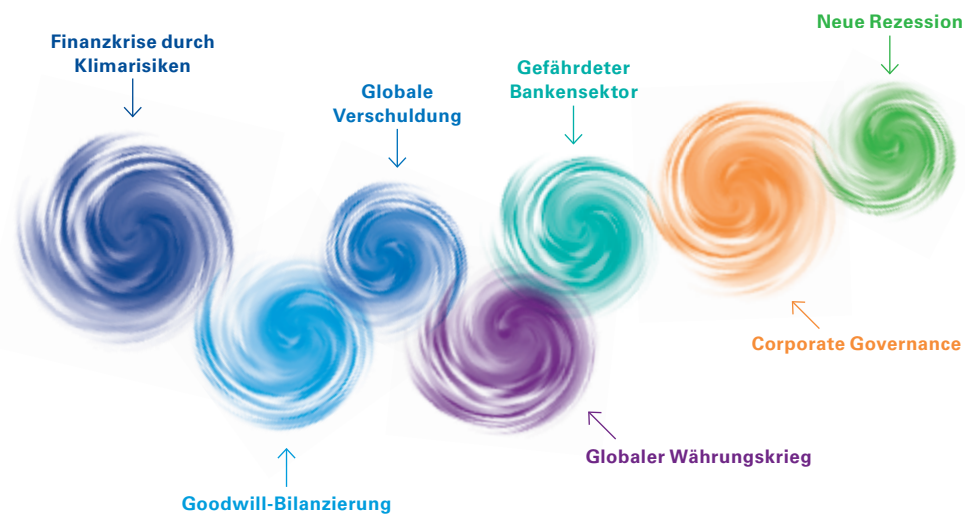 Finanzkrise durch
Klimarisiken
Goodwill-Bilanzierung
Globale
Verschuldung
Globaler Währungskrieg
Gefährdeter
Bankensektor
Corporate Governance
Neue Rezession